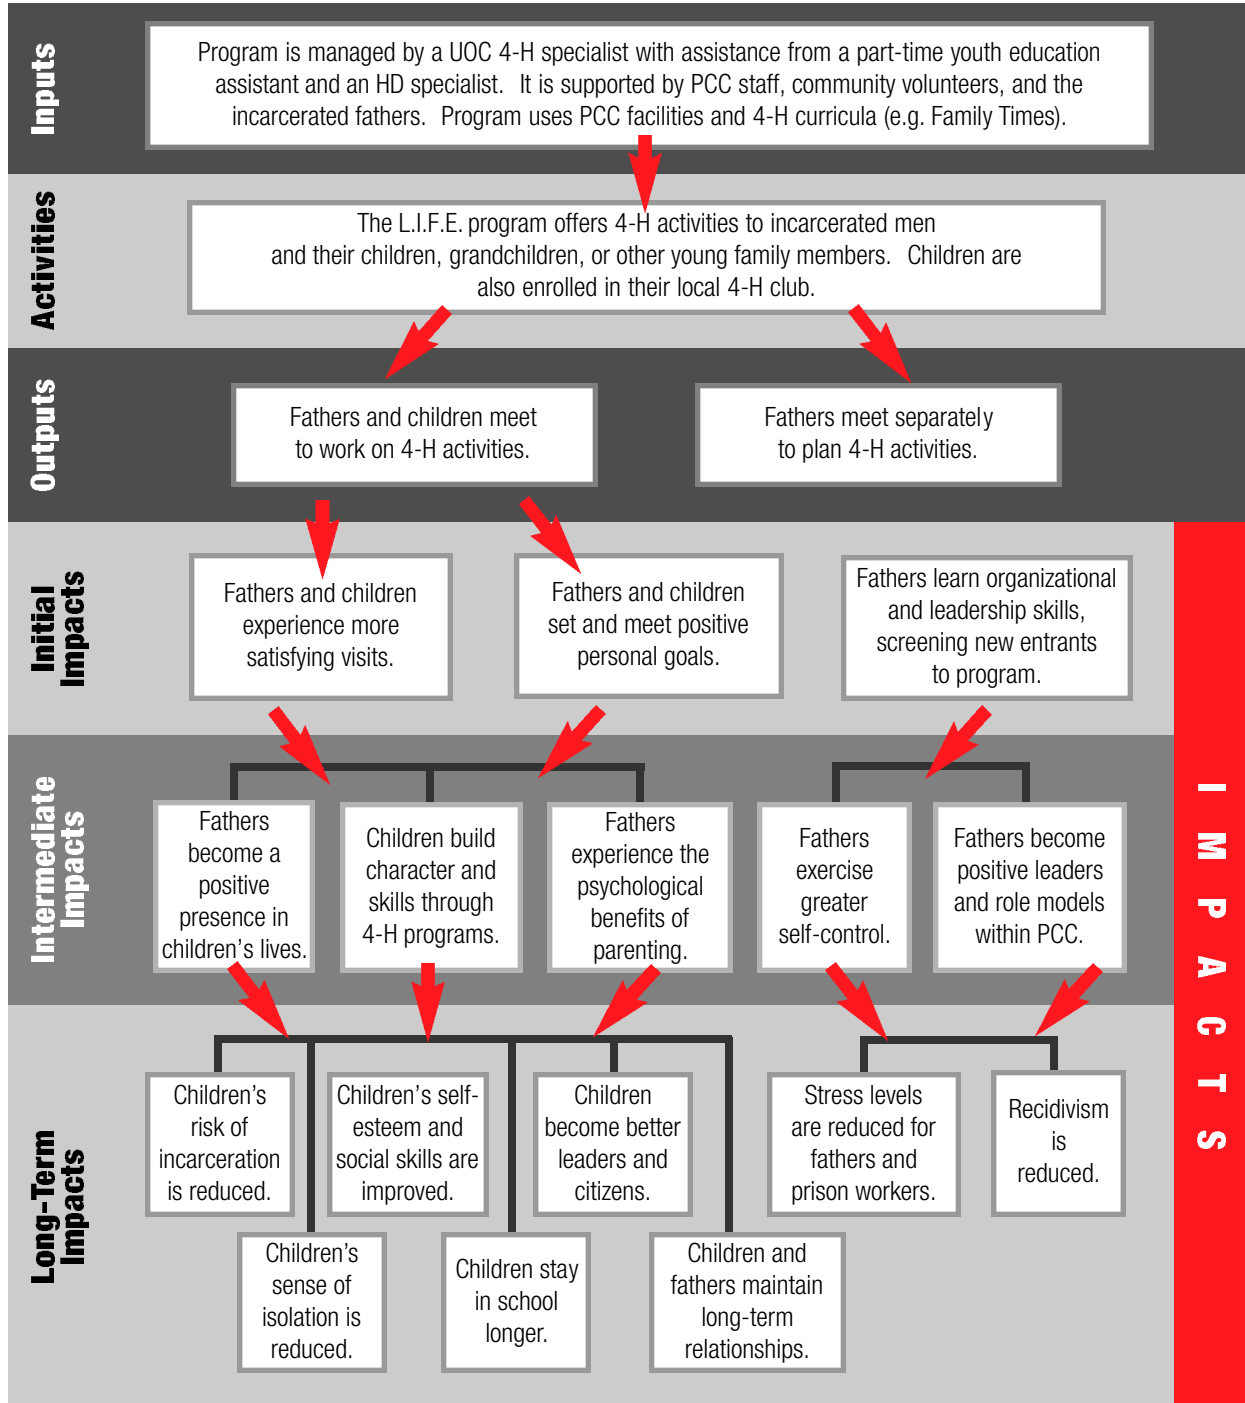 Inputs
Program is managed by a UOC 4-H specialist with assistance from a part-time youth education
assistant and an HD specialist. It is supported by PCC staff, community volunteers, and the
incarcerated fathers. Program uses PCC facilities and 4-H curricula (e.g. Family Times).
Activities
The L.I.F.E. program offers 4-H activities to incarcerated men
and their children, grandchildren, or other young family members. Children are
also enrolled in their local 4-H club.
Outputs
Fathers and children meet
to work on 4-H activities.
Fathers meet separately
to plan 4-H activities.
Initial
Impacts
Fathers and children
experience more
satisfying visits.
Fathers and children
set and meet positive
personal goals.
Fathers learn organizational
and leadership skills,
screening new entrants
to program.
Intermediate
Impacts
Fathers
become a
positive
presence in
children's lives.
Children build
character and
skills through
4-H programs.
Fathers
experience the
psychological
benefits of
parenting.
Fathers
exercise
greater
self-control.
Fathers become
positive leaders
and role models
within PCC.
Long-Term
Impacts
Children's
risk of
incarceration
is reduced.
Children's self-
esteem and
social skills are
improved.
Children
become better
leaders and
citizens.
Stress levels
are reduced for
fathers and
prison workers.
Recidivism
is
reduced.
Children's
sense of
isolation is
reduced.
Children stay
in school
longer.
Children and
fathers maintain
long-term
relationships.
IMPACTS